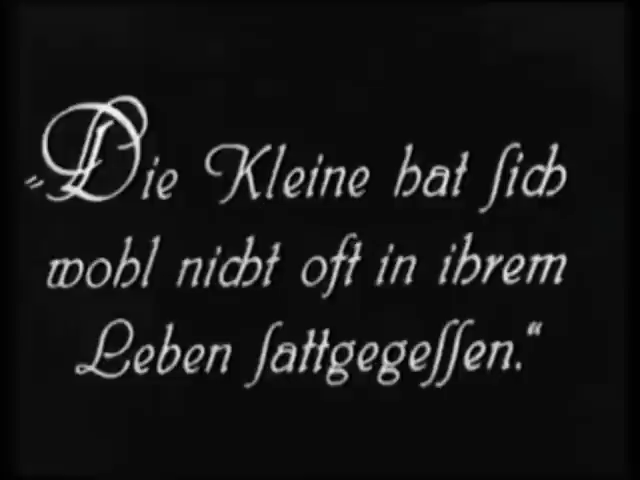 „Die Kleine hat ſich
wohl nicht oft in ihrem
Leben ſattgegeſſen.“